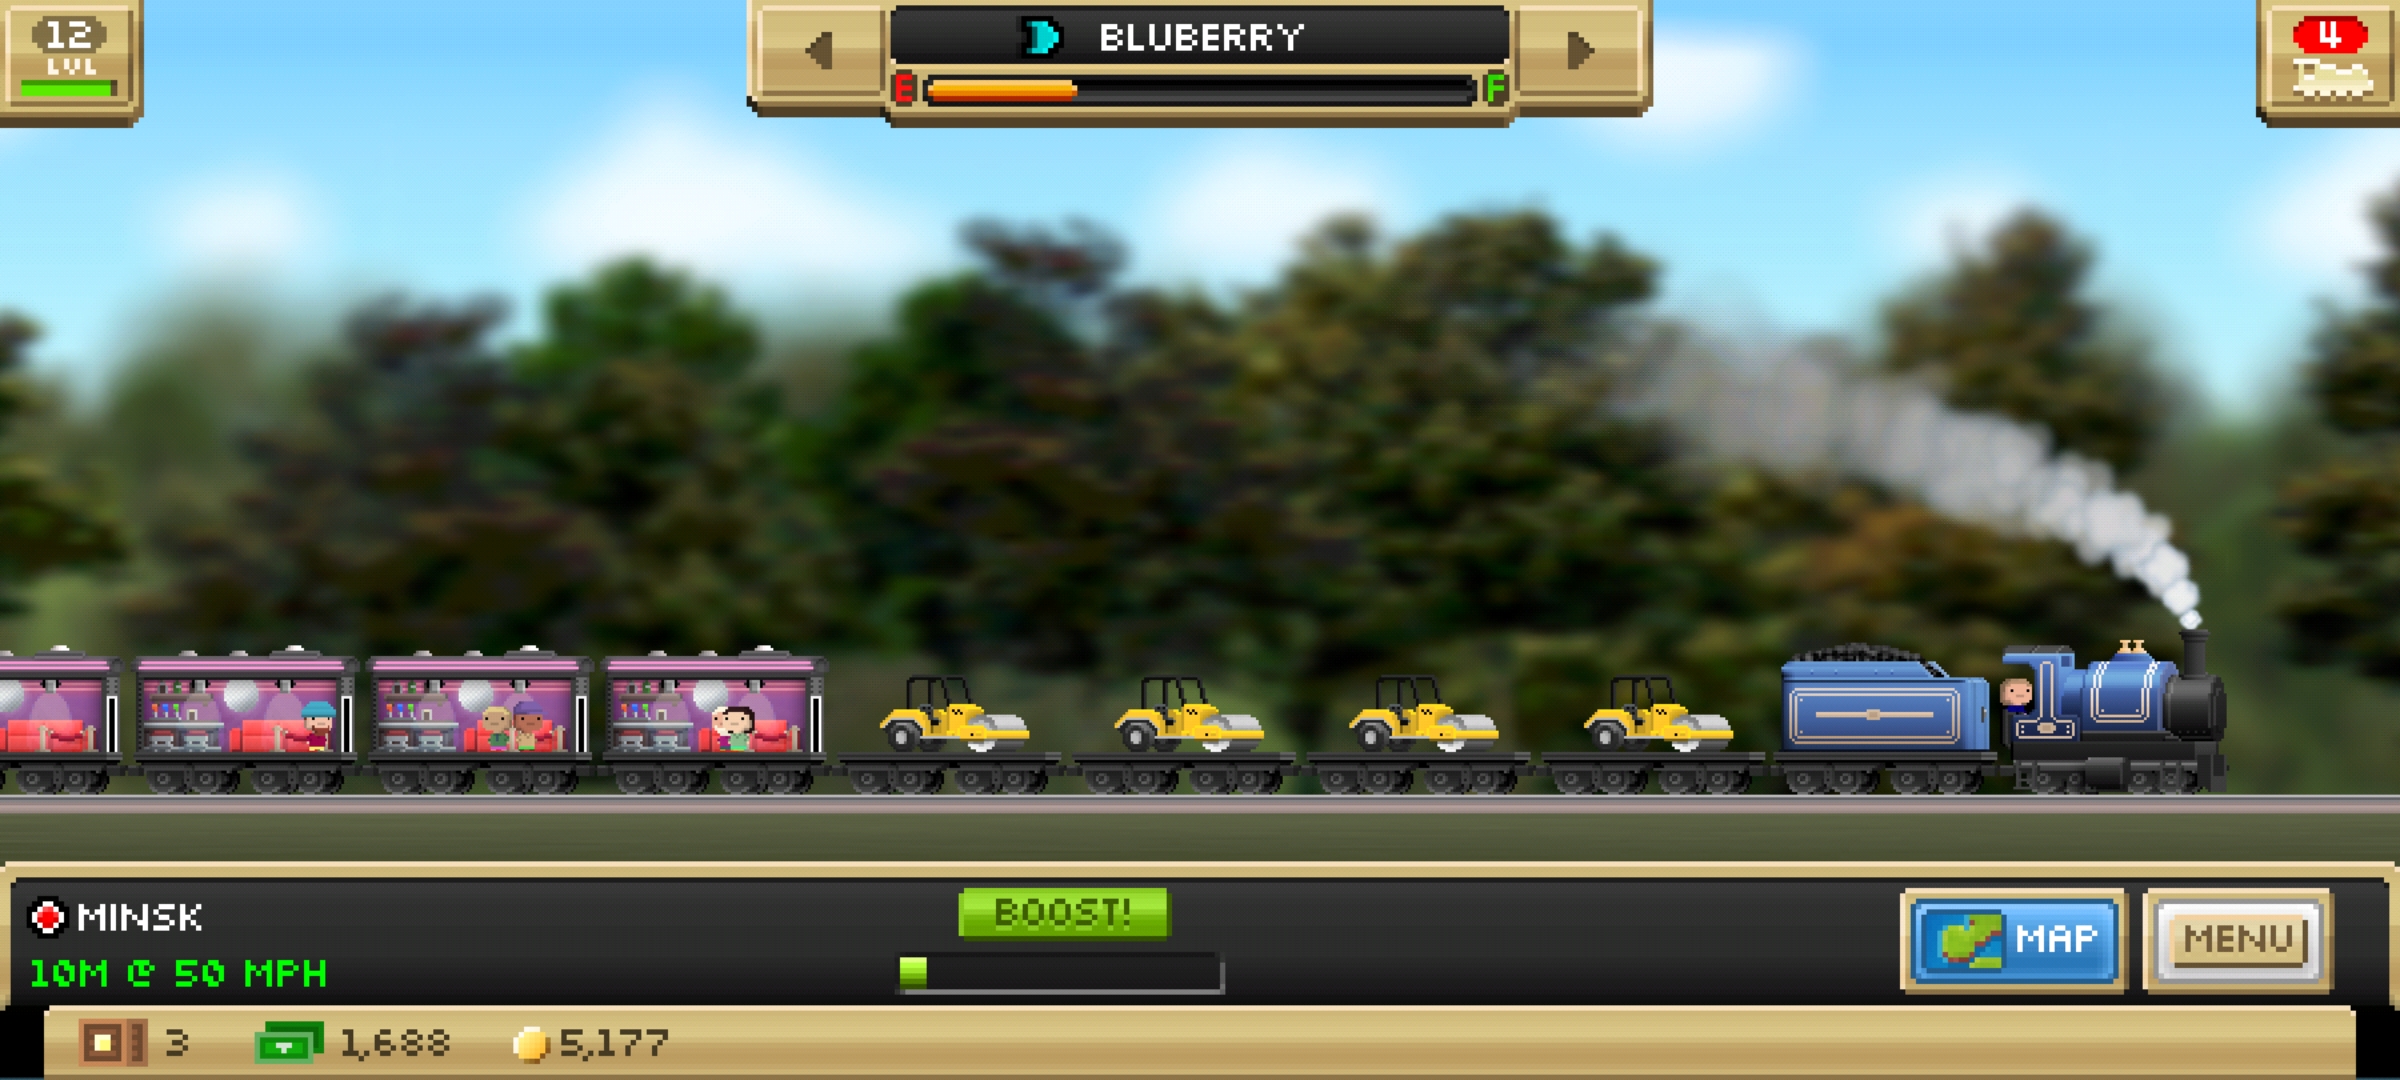 12
LVL
BLUBERRY
E F
4
MINSK
10M @ 50 MPH
BOOST!
MAP
MENU
3 1,688 5,177